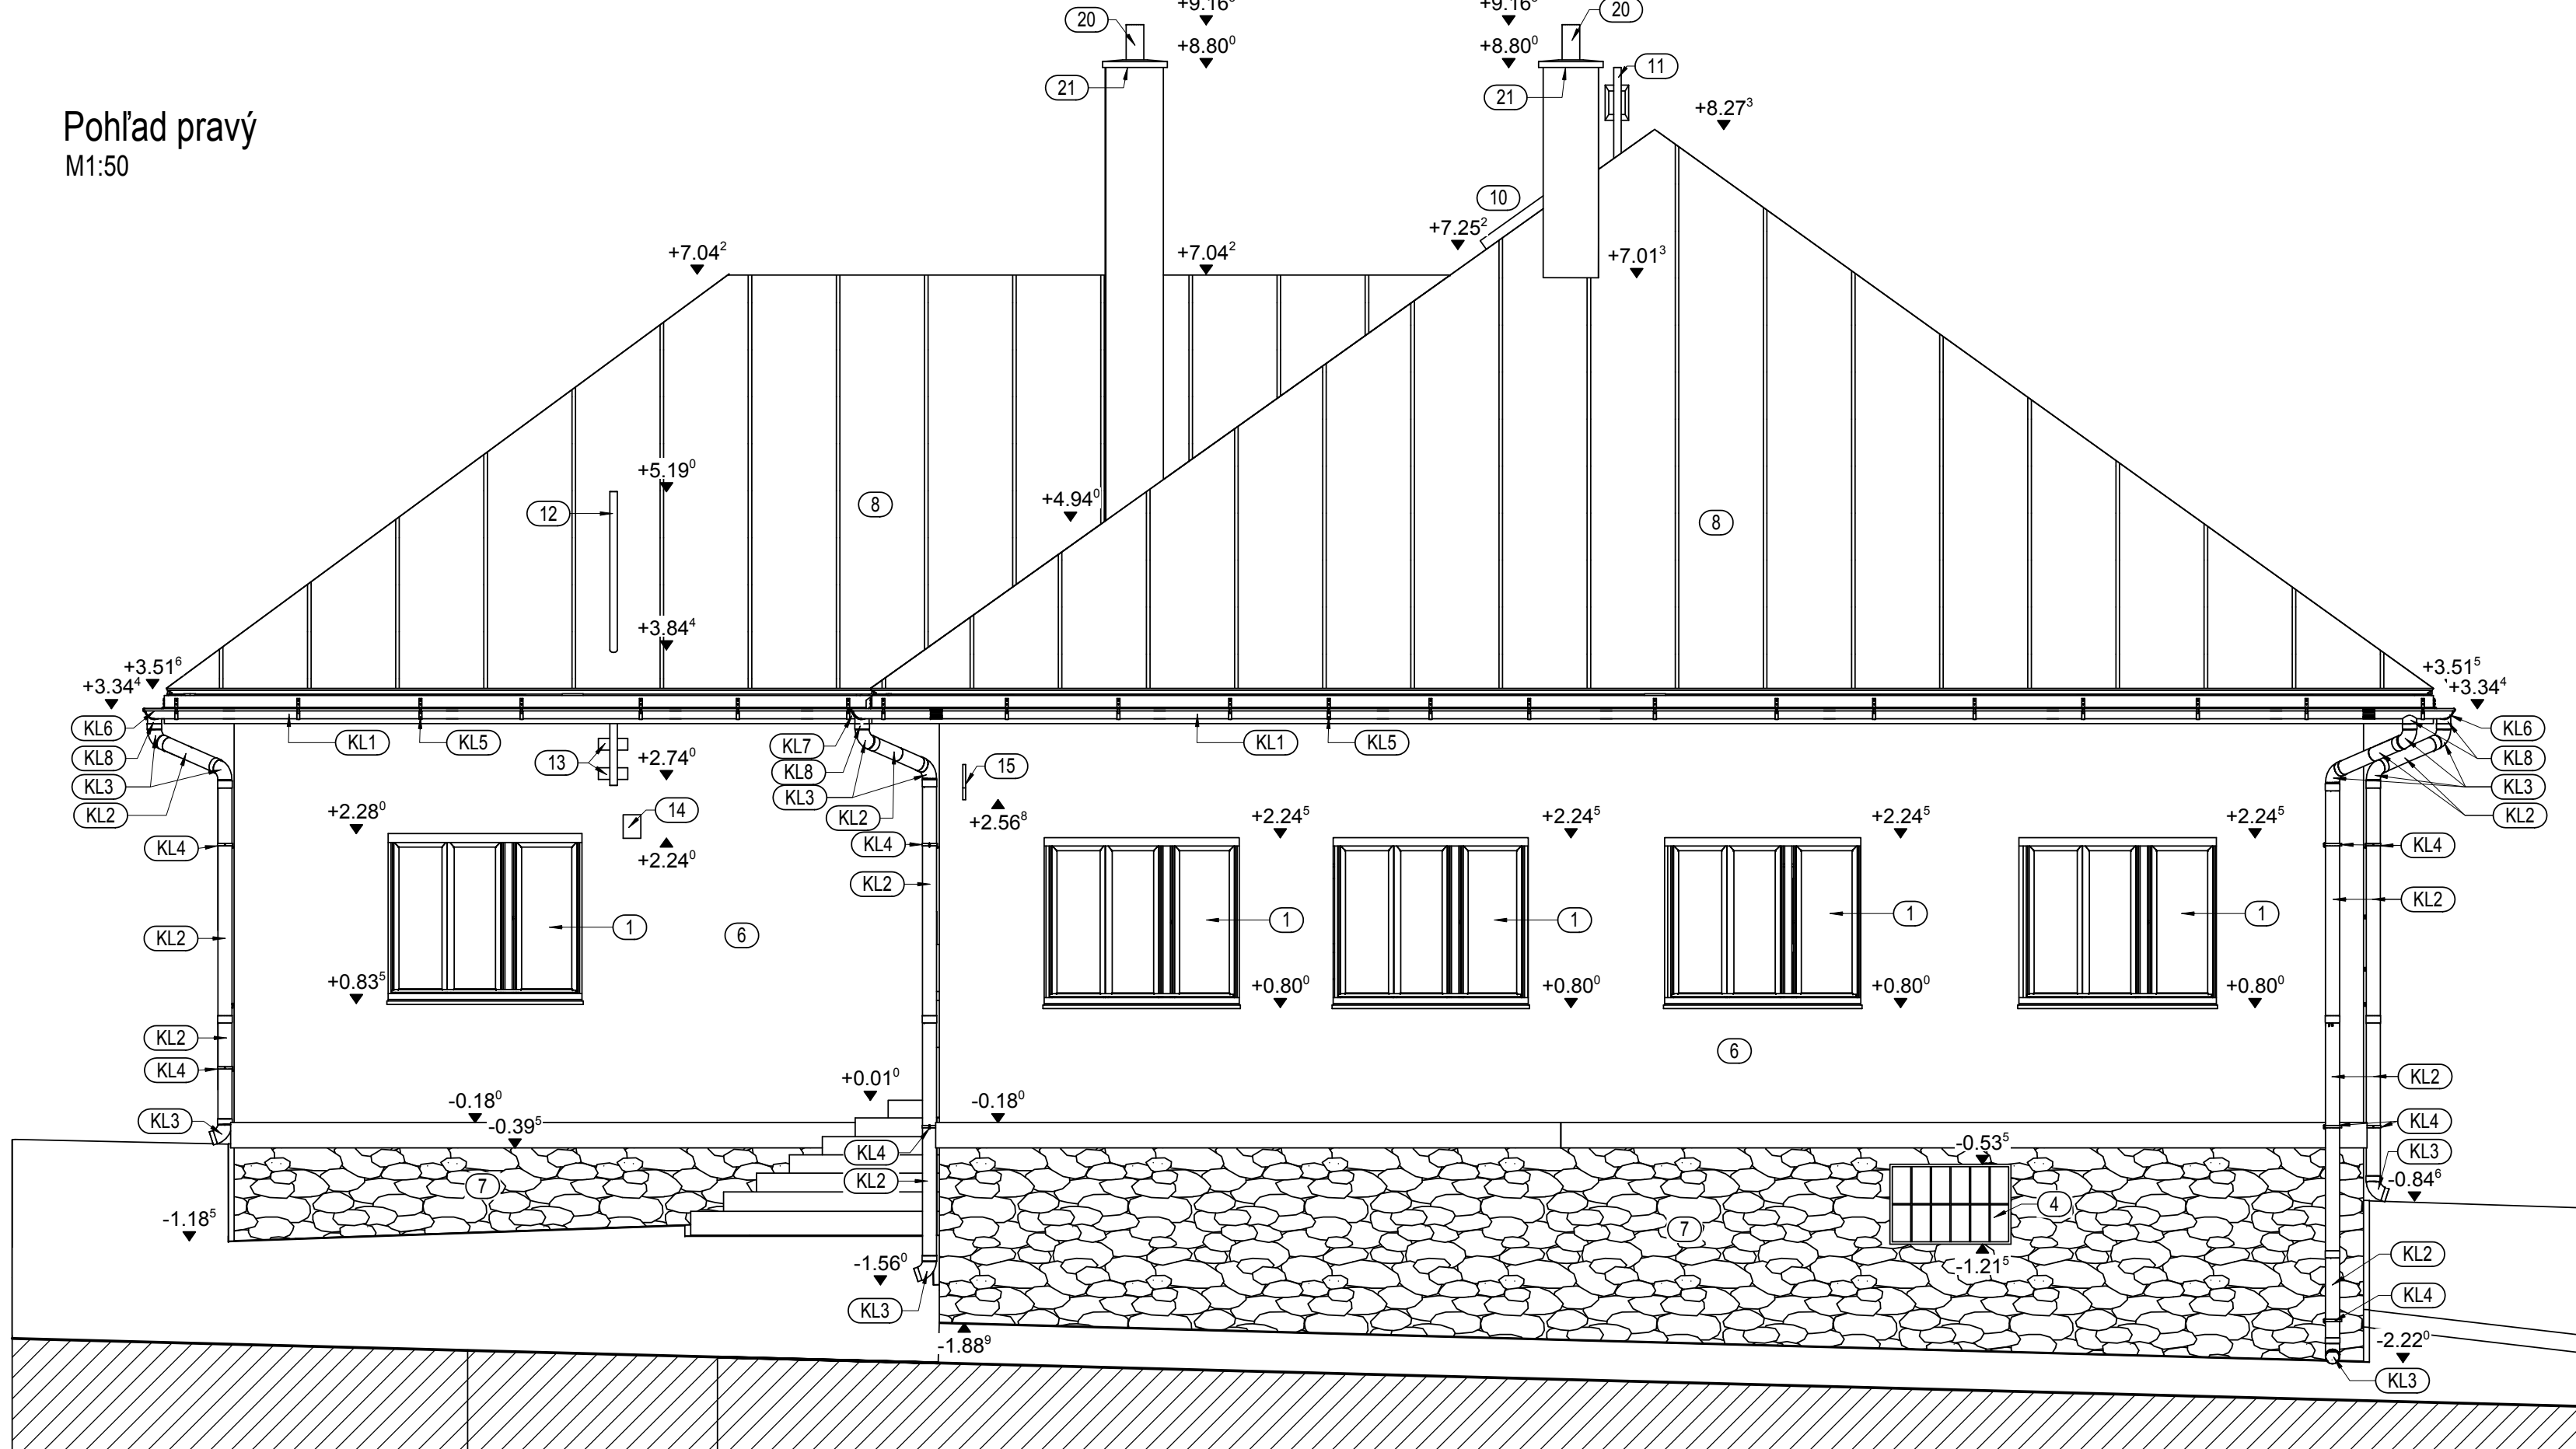 +9.16⁰
+9.16⁰
20
20
+8.80⁰
+8.80⁰
11
21
21
+8.27³
Pohľad pravý
M1:50
10
+7.25²
+7.04²
+7.04²
+7.01³
+5.19⁰
+4.94⁰
12
8
8
+3.84⁴
+3.51⁶
+3.34⁴
+3.51⁵
+3.34⁴
KL6
KL1
KL5
KL7
KL1
KL5
KL6
KL8
13
+2.74⁰
KL8
15
KL8
KL3
KL3
KL3
KL2
+2.28⁰
14
KL2
+2.56⁸
+2.24⁵
+2.24⁵
+2.24⁵
+2.24⁵
KL2
KL4
+2.24⁰
KL4
KL4
KL2
KL2
1
1
1
1
1
KL2
6
+0.83⁵
+0.80⁰
+0.80⁰
+0.80⁰
+0.80⁰
KL2
6
KL4
+0.01⁰
KL2
-0.18⁰
-0.18⁰
KL3
-0.39⁵
KL4
KL4
-0.53⁵
KL3
7
KL2
-0.84⁶
4
-1.18⁵
7
-1.56⁰
-1.21⁵
KL2
KL3
KL4
-1.88⁹
-2.22⁰
KL3